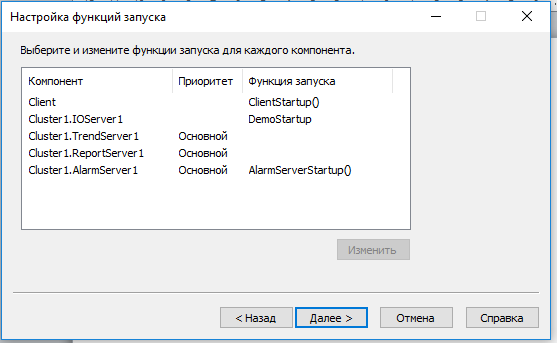 Настройка функций запуска
Выберите и измените функции запуска для каждого компонента.
Компонент Приоритет Функция запуска
Client ClientStartup()
Cluster1.IOServer1 DemoStartup
Cluster1.TrendServer1 Основной
Cluster1.ReportServer1 Основной
Cluster1.AlarmServer1 Основной AlarmServerStartup()
Изменить
< Назад Далее > Отмена Справка